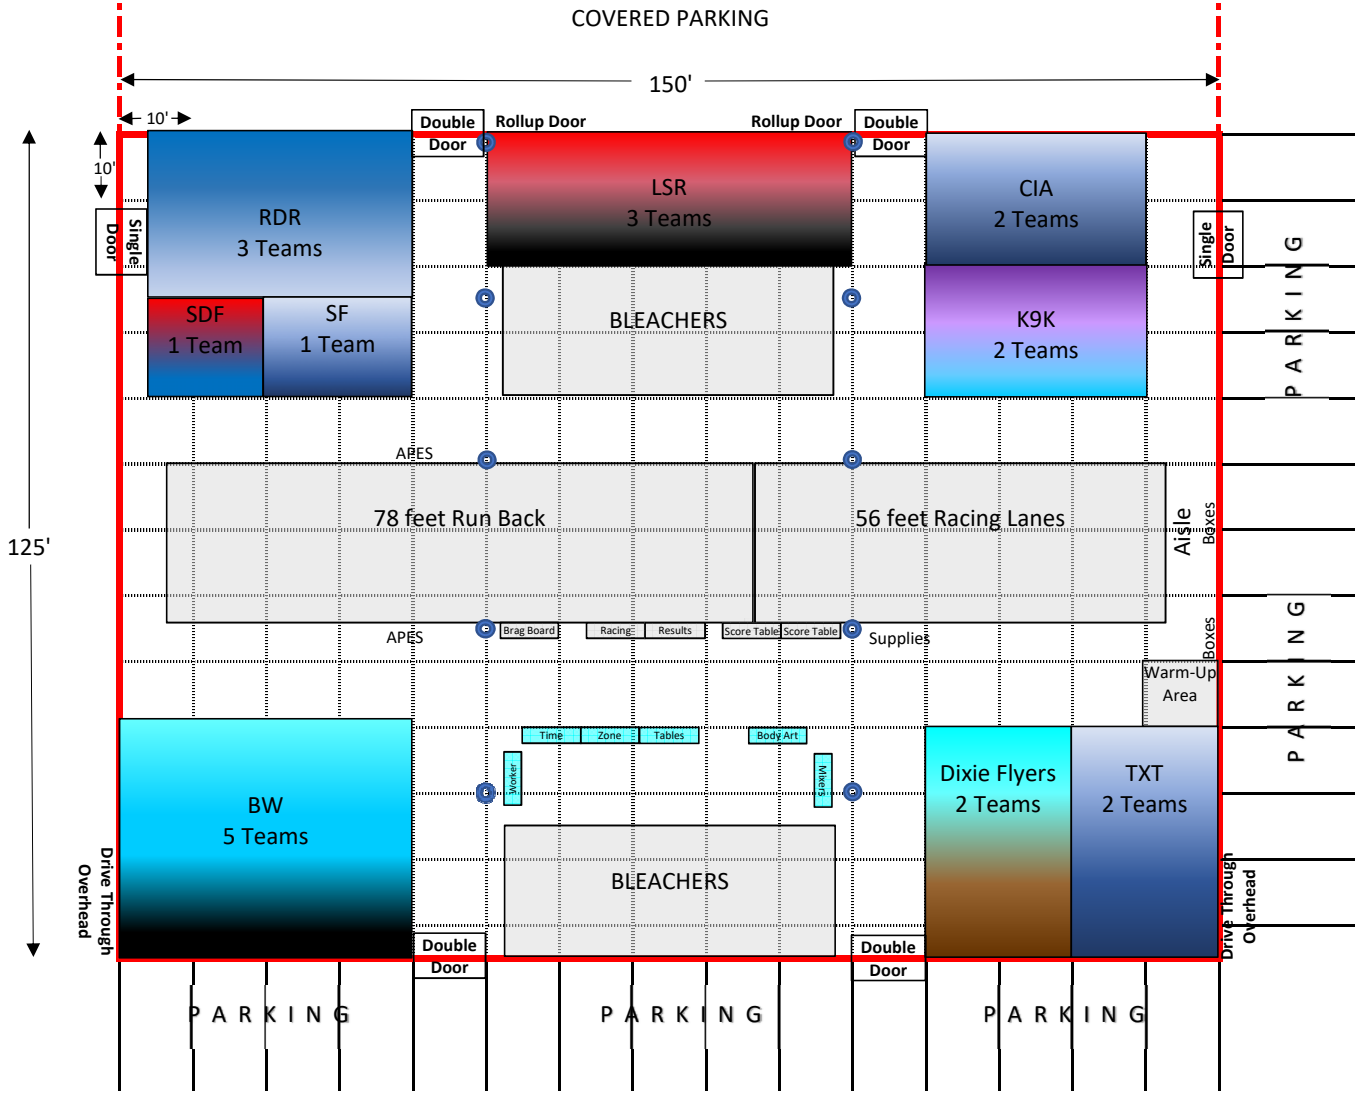 COVERED PARKING
150'
10'
Double
Door
Rollup Door
Rollup Door
Double
Door
10'
Single
Door
RDR
3 Teams
LSR
3 Teams
CIA
2 Teams
Single
Door
PARKING
SDF
1 Team
SF
1 Team
BLEACHERS
K9K
2 Teams
APES
78 feet Run Back
56 feet Racing Lanes
Aisle
Boxes
125'
APES
Brag Board
Racing
Results
Score Table
Score Table
Supplies
Boxes
PARKING
Warm-Up
Area
Time
Zone
Tables
Body Art
Worker
Mixers
BW
5 Teams
Dixie Flyers
2 Teams
TXT
2 Teams
BLEACHERS
Drive Through
Overhead
Drive Through
Overhead
Double
Door
Double
Door
PARKING
PARKING
PARKING